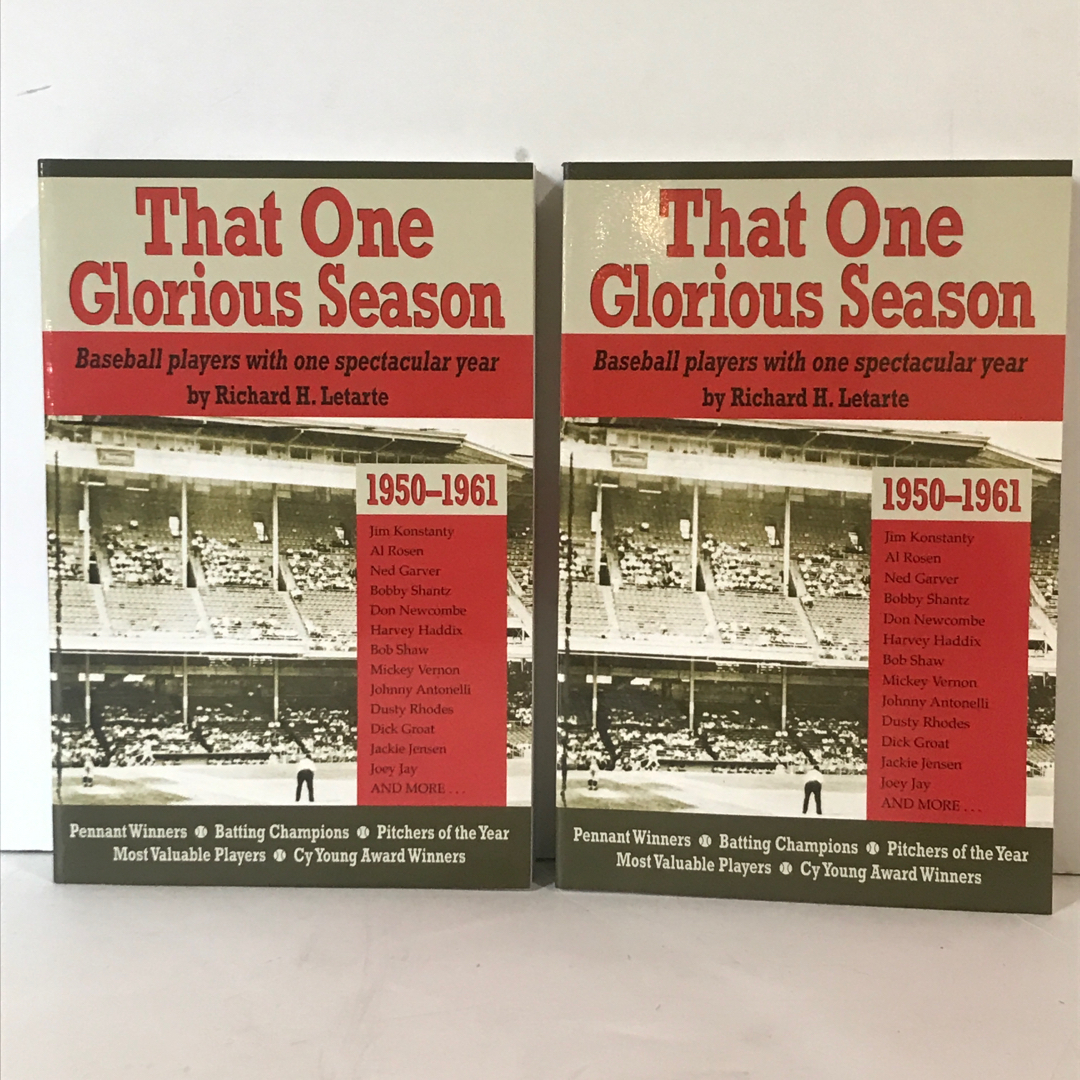 That One
Glorious Season
Baseball players with one spectacular year
by Richard H. Letarte
1950–1961
Jim Konstanty
Al Rosen
Ned Garver
Bobby Shantz
Don Newcombe
Harvey Haddix
Bob Shaw
Mickey Vernon
Johnny Antonelli
Dusty Rhodes
Dick Groat
Jackie Jensen
Joey Jay
AND MORE . . .
Pennant Winners Batting Champions Pitchers of the Year
Most Valuable Players Cy Young Award Winners
That One
Glorious Season
Baseball players with one spectacular year
by Richard H. Letarte
1950–1961
Jim Konstanty
Al Rosen
Ned Garver
Bobby Shantz
Don Newcombe
Harvey Haddix
Bob Shaw
Mickey Vernon
Johnny Antonelli
Dusty Rhodes
Dick Groat
Jackie Jensen
Joey Jay
AND MORE . . .
Pennant Winners Batting Champions Pitchers of the Year
Most Valuable Players Cy Young Award Winners